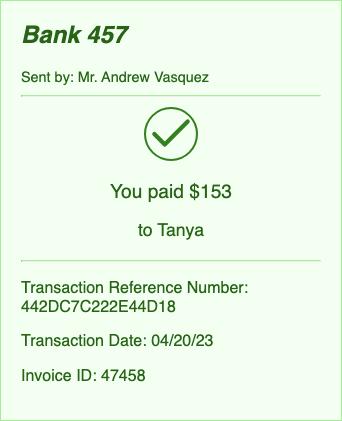 Bank 457
Sent by: Mr. Andrew Vasquez
You paid $153
to Tanya
Transaction Reference Number:
442DC7C222E44D18
Transaction Date: 04/20/23
Invoice ID: 47458